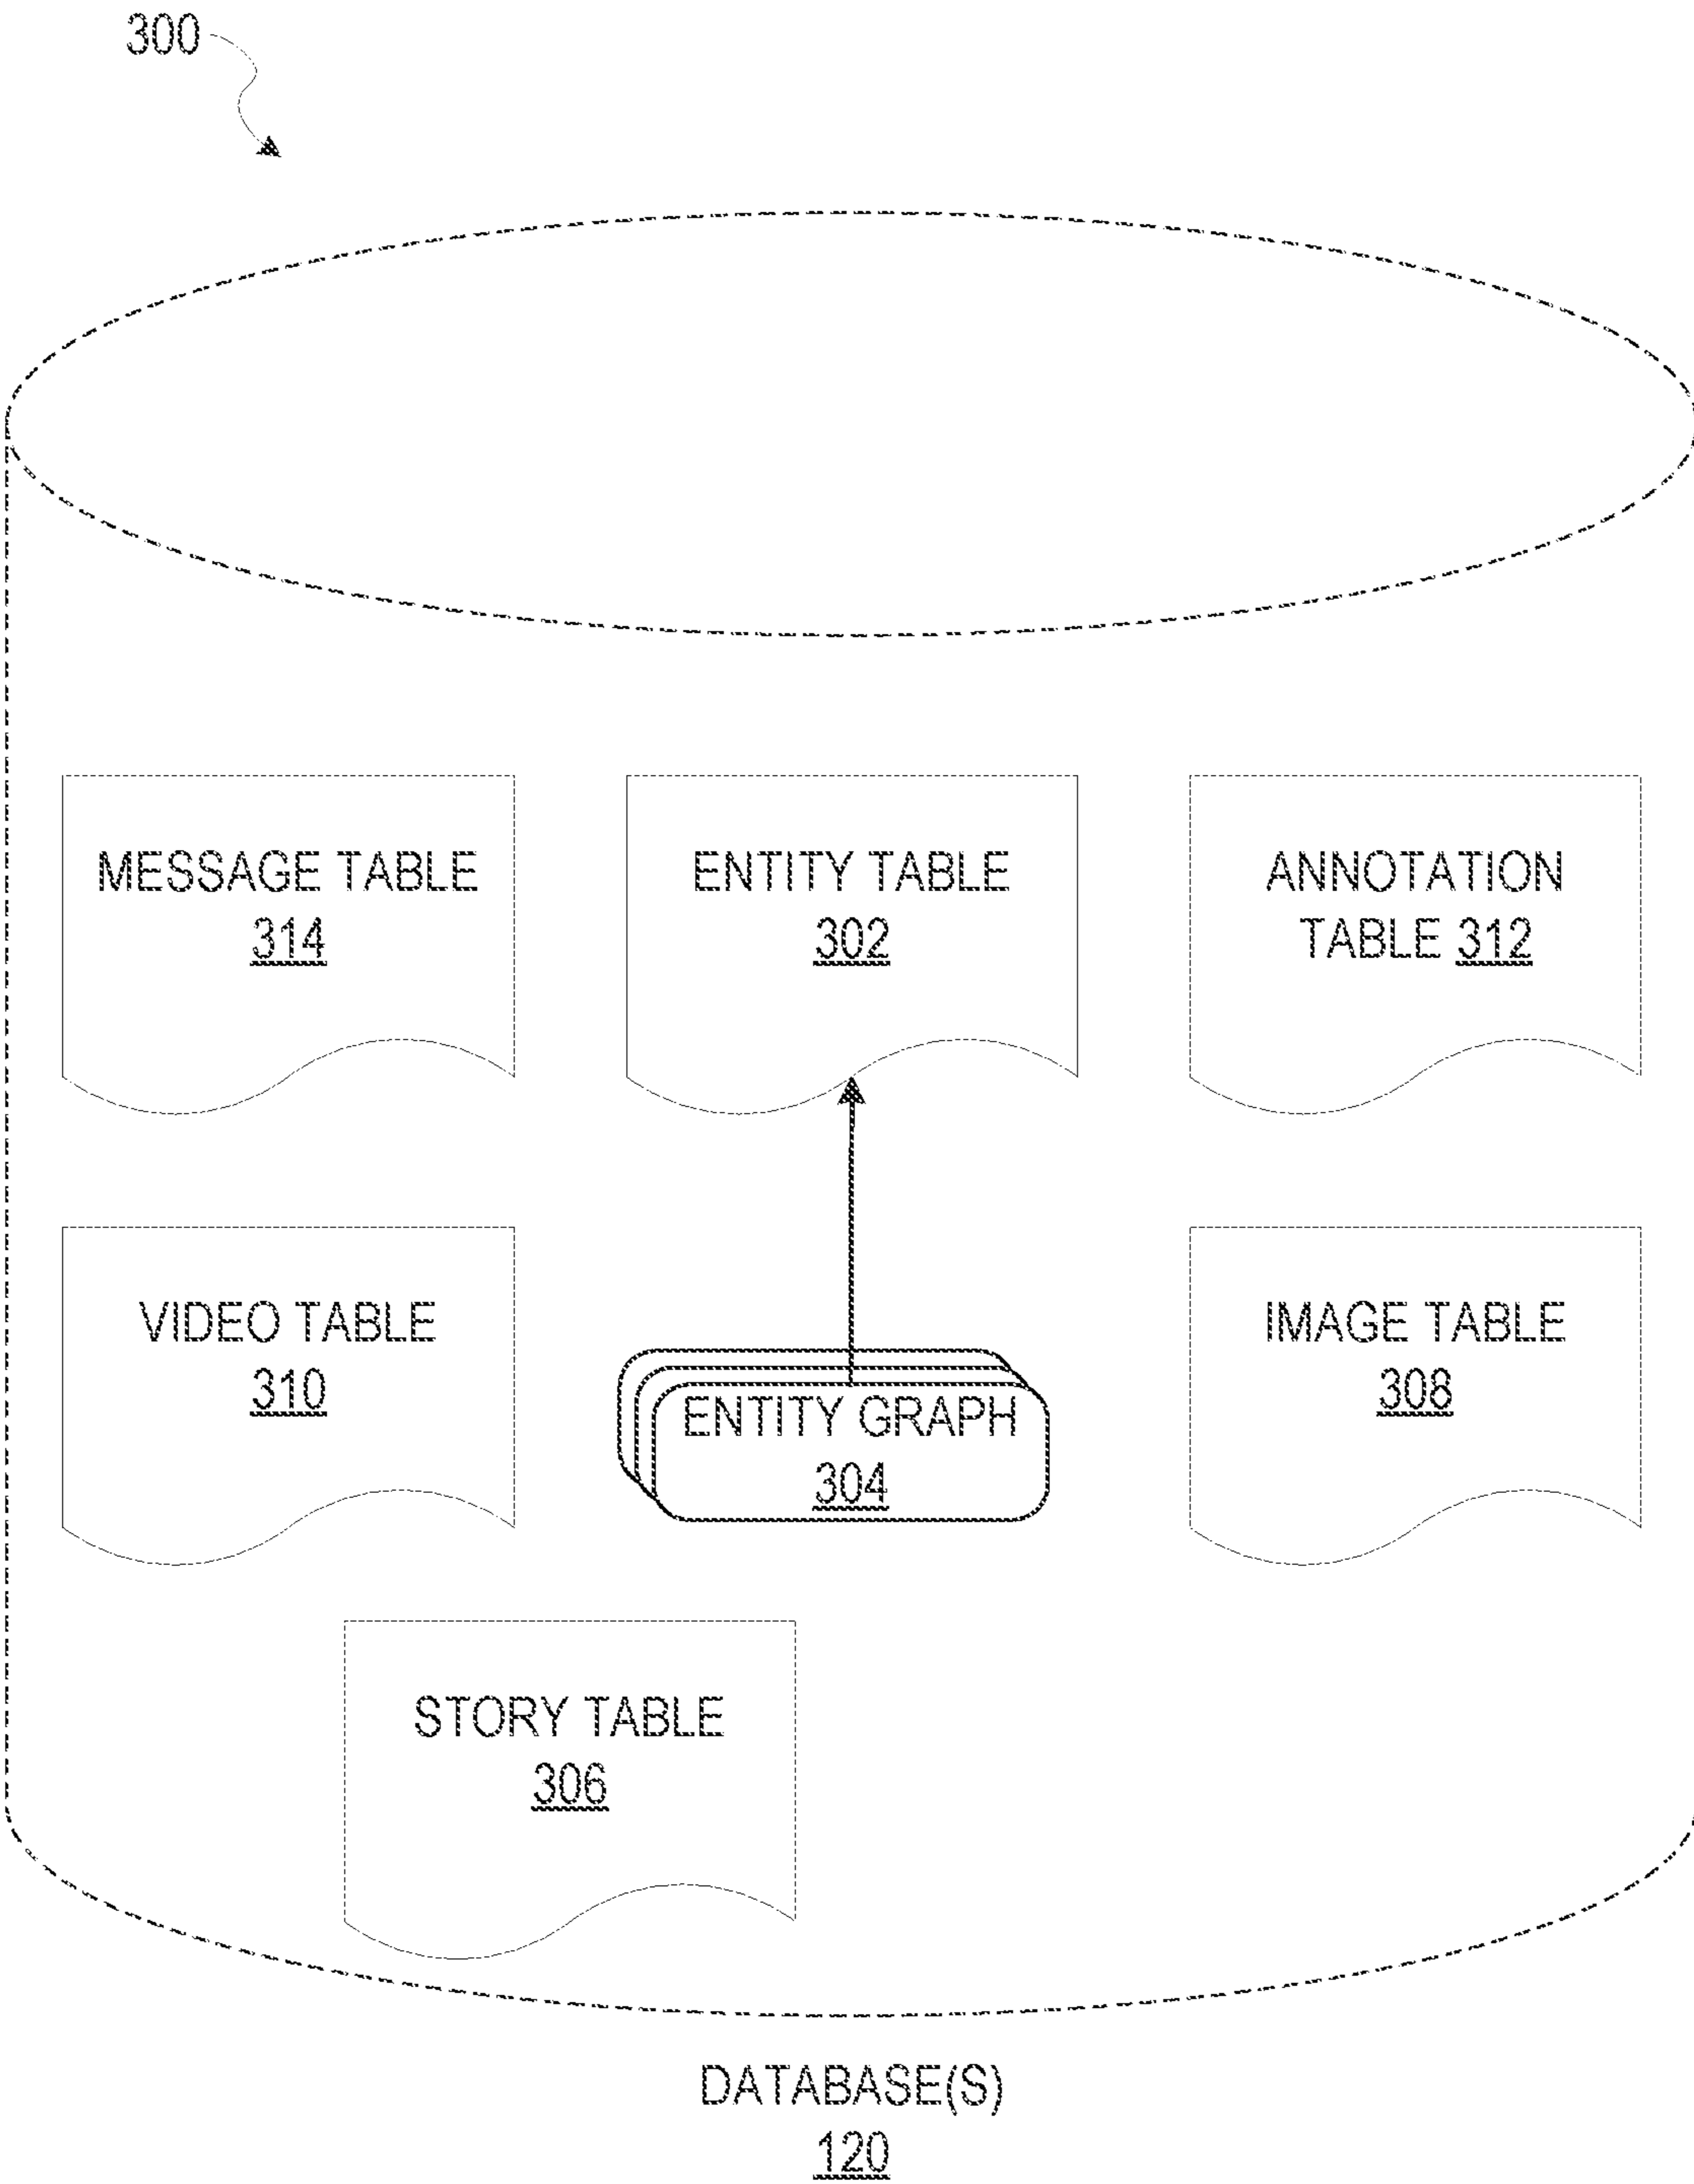 300
MESSAGE TABLE
314
ENTITY TABLE
302
ANNOTATION
TABLE 312
VIDEO TABLE
310
ENTITY GRAPH
304
IMAGE TABLE
308
STORY TABLE
306
DATABASE(S)
120